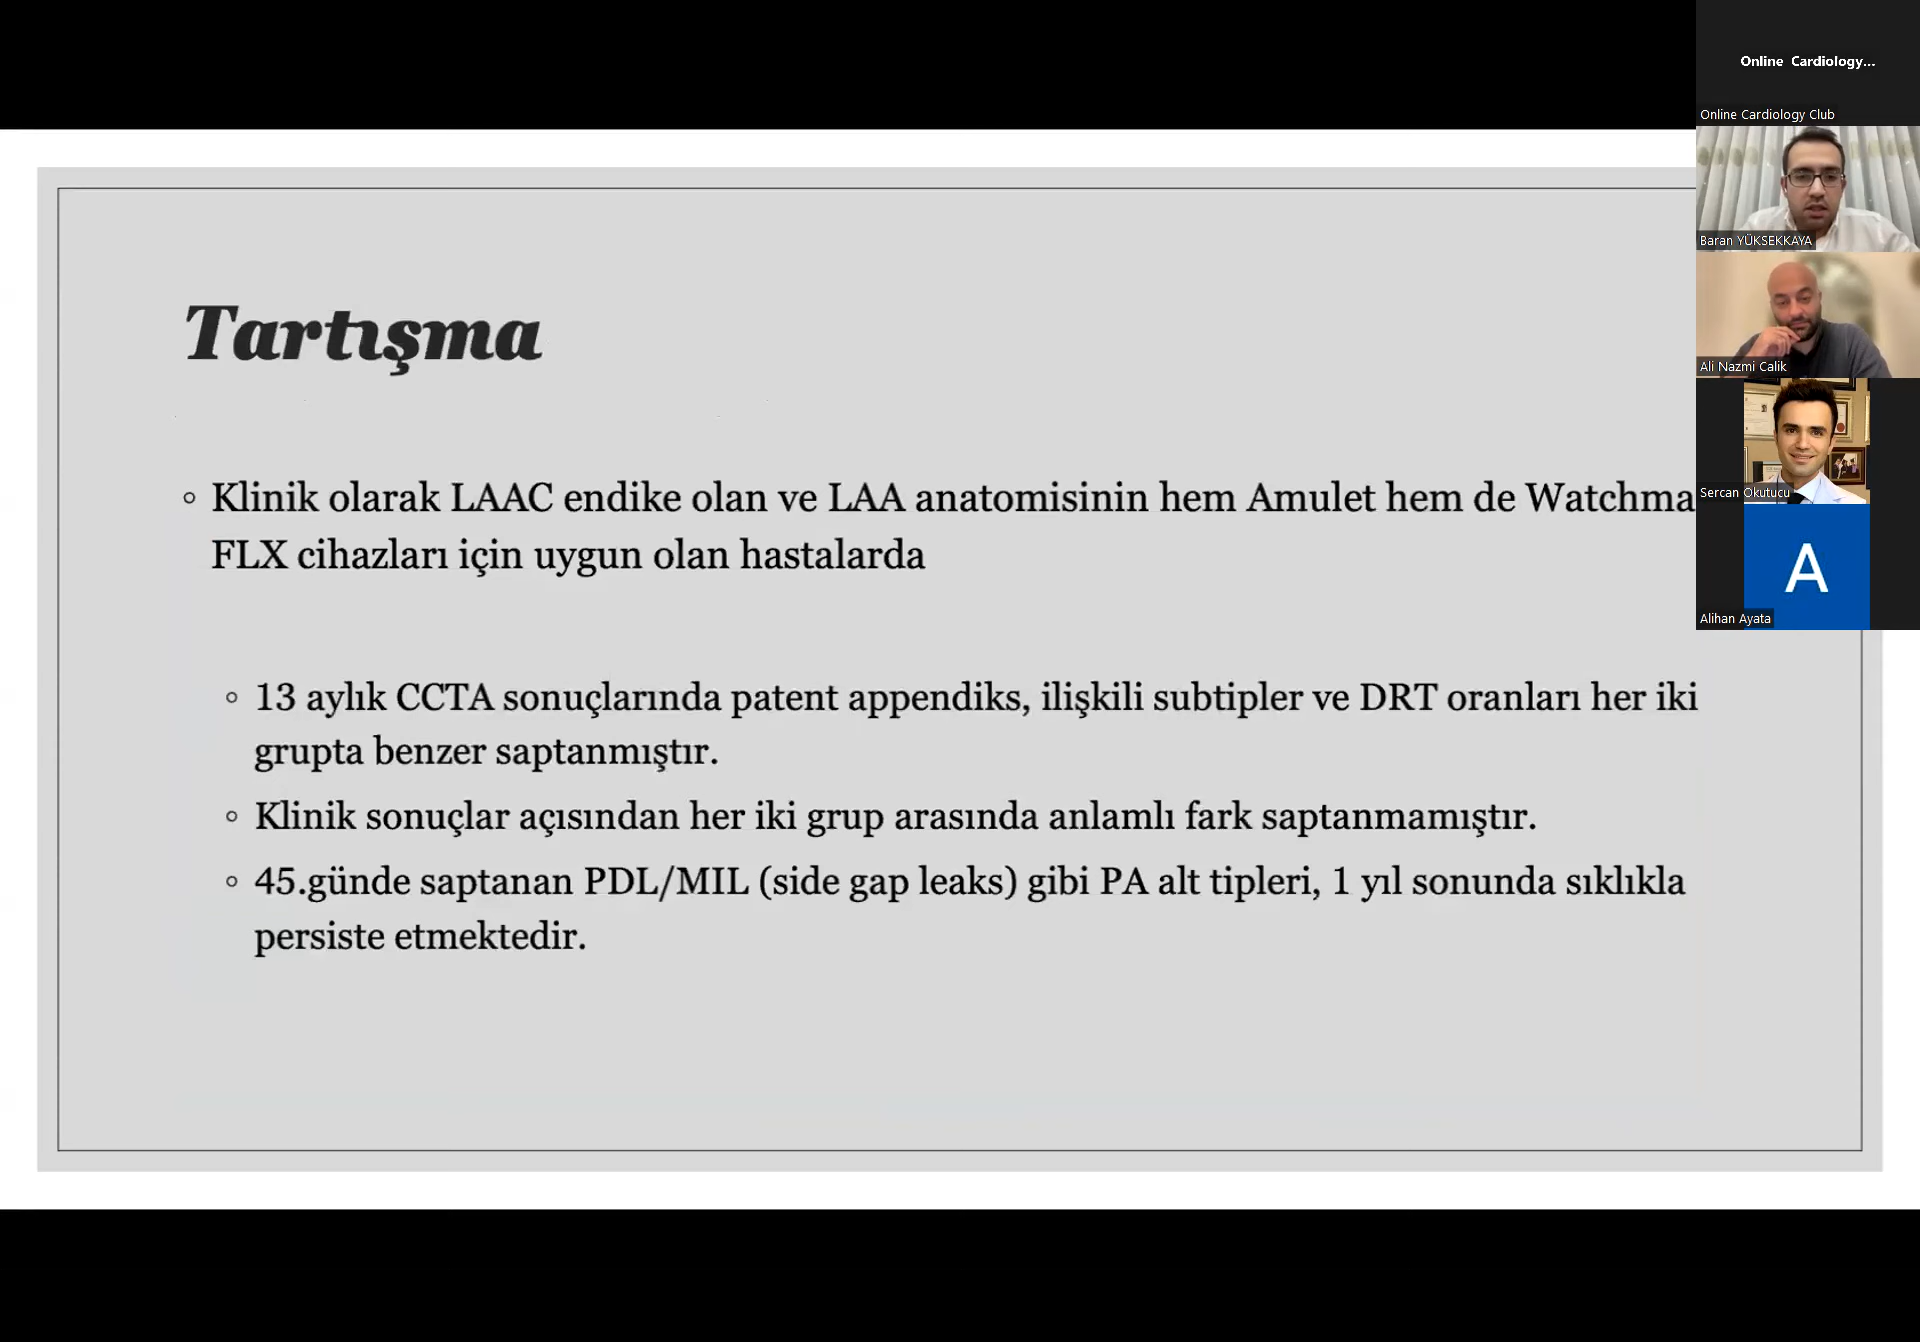 Online Cardiology...
Online Cardiology Club
Baran YÜKSEKKAYA
Ali Nazmi Calik
Sercan Okutucu
A
Alihan Ayata
Tartışma
Klinik olarak LAAC endike olan ve LAA anatomisinin hem Amulet hem de Watchma
FLX cihazları için uygun olan hastalarda
13 aylık CCTA sonuçlarında patent appendiks, ilişkili subtipler ve DRT oranları her iki
grupta benzer saptanmıştır.
Klinik sonuçlar açısından her iki grup arasında anlamlı fark saptanmamıştır.
45.günde saptanan PDL/MIL (side gap leaks) gibi PA alt tipleri, 1 yıl sonunda sıklıkla
persiste etmektedir.